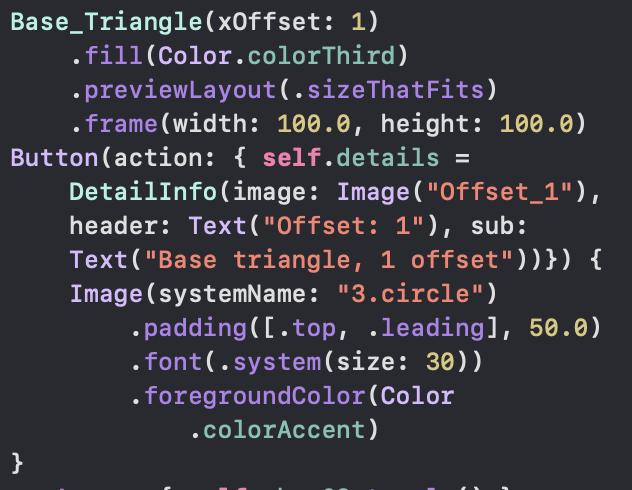 Base_Triangle(xOffset: 1)
    .fill(Color.colorThird)
    .previewLayout(.sizeThatFits)
    .frame(width: 100.0, height: 100.0)
Button(action: { self.details =
    DetailInfo(image: Image("Offset_1"),
    header: Text("Offset: 1"), sub:
    Text("Base triangle, 1 offset"))}) {
    Image(systemName: "3.circle")
        .padding([.top, .leading], 50.0)
        .font(.system(size: 30))
        .foregroundColor(Color
            .colorAccent)
}